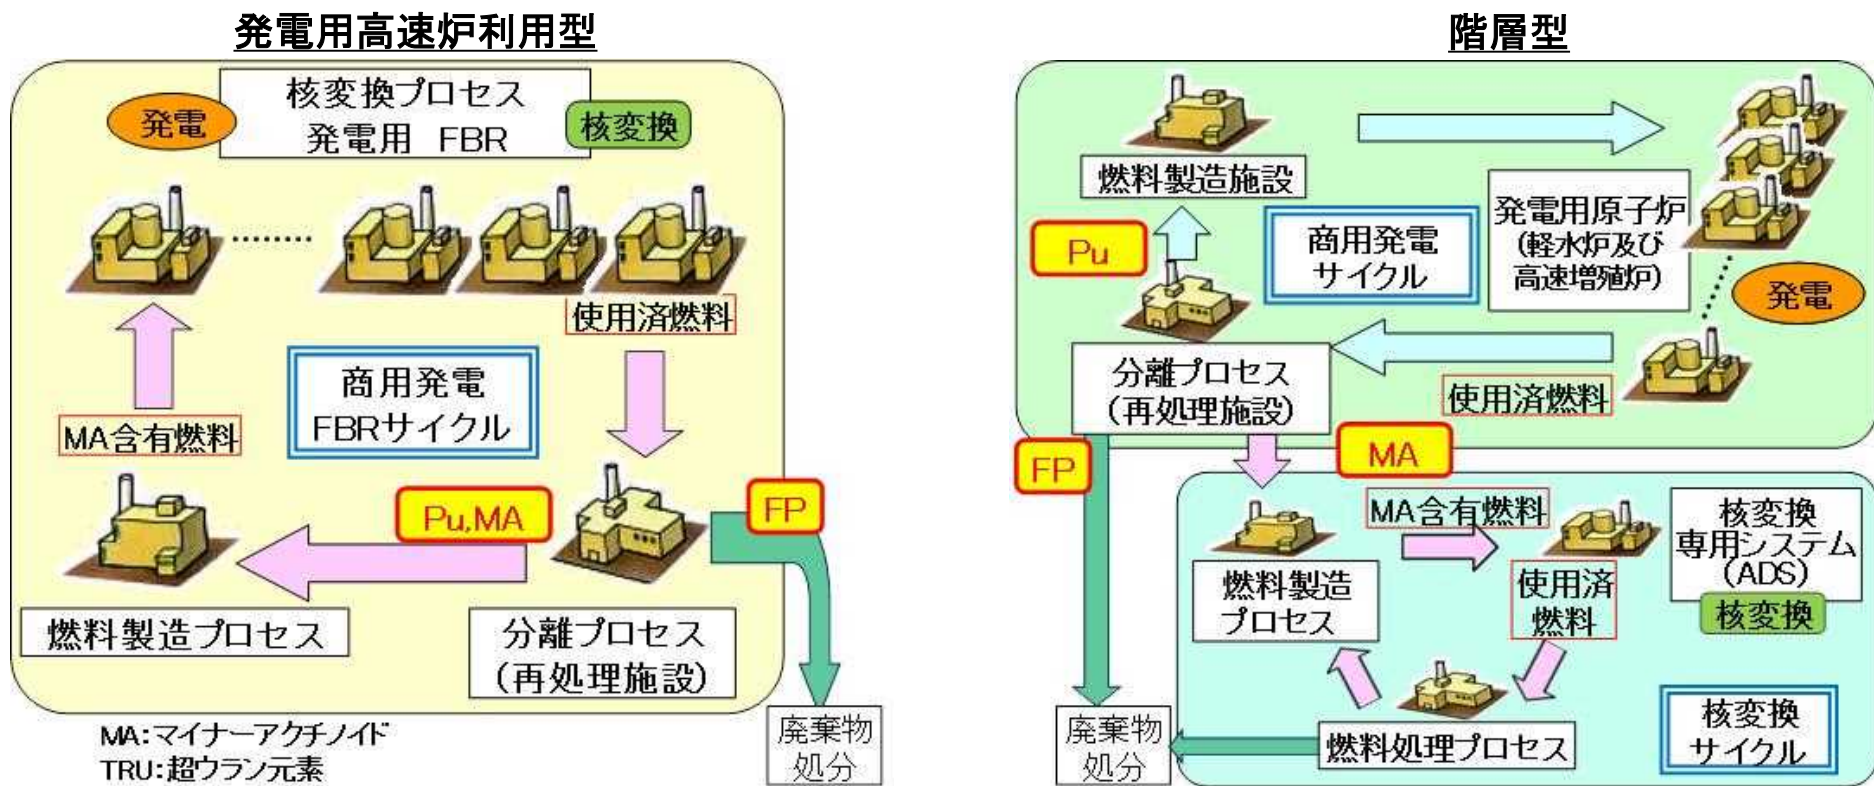 発電用高速炉利用型
発電
核変換プロセス
発電用 FBR
核変換
使用済燃料
商用発電
FBRサイクル
MA含有燃料
Pu,MA
FP
燃料製造プロセス
分離プロセス
(再処理施設)
廃棄物
処分
MA:マイナーアクチノイド
TRU:超ウラン元素
階層型
燃料製造施設
Pu
商用発電
サイクル
発電用原子炉
(軽水炉及び
高速増殖炉)
発電
分離プロセス
(再処理施設)
使用済燃料
FP
MA
MA含有燃料
核変換
専用システム
(ADS)
核変換
燃料製造
プロセス
使用済
燃料
燃料処理プロセス
核変換
サイクル
廃棄物
処分